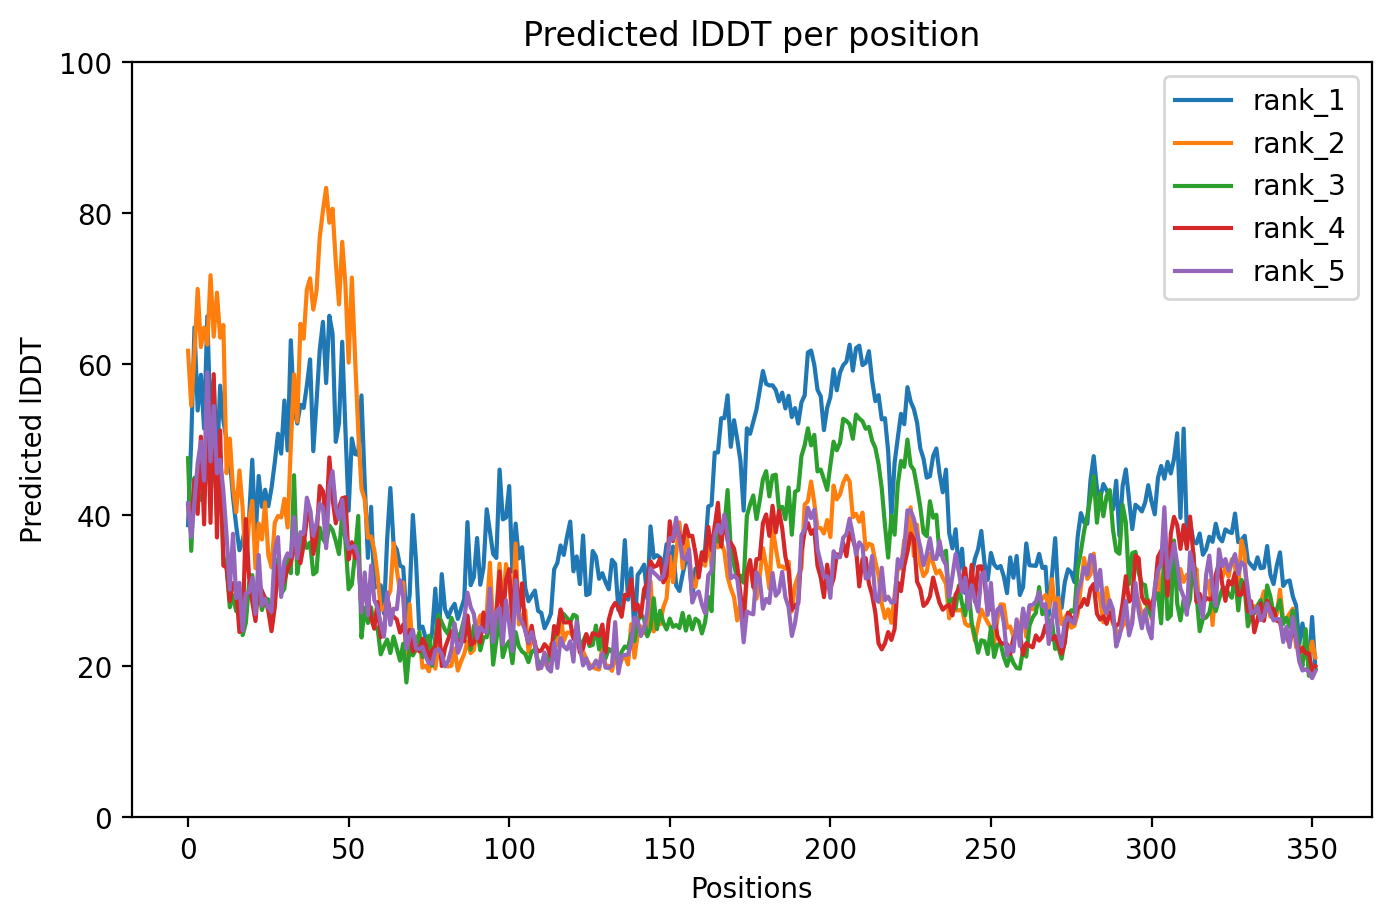 Predicted lDDT per position
100
80
60
40
20
0
Predicted lDDT
0 50 100 150 200 250 300 350
Positions
rank_1
rank_2
rank_3
rank_4
rank_5